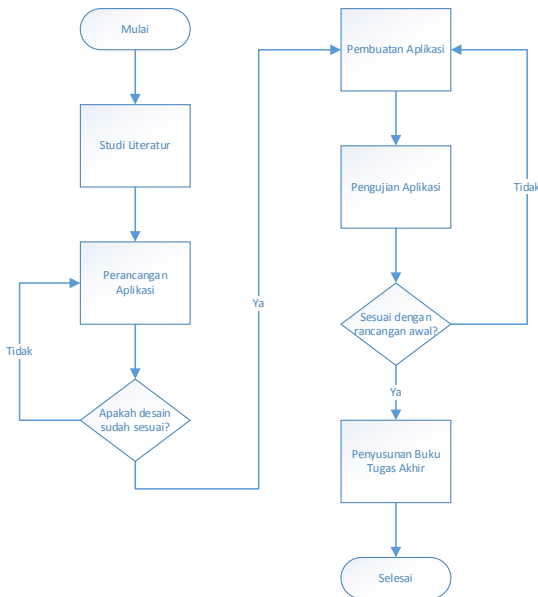 Mulai
Studi Literatur
Perancangan
Aplikasi
Tidak
Apakah desain
sudah sesuai?
Ya
Pembuatan Aplikasi
Pengujian Aplikasi
Tidak
Sesuai dengan
rancangan awal?
Ya
Penyusunan Buku
Tugas Akhir
Selesai